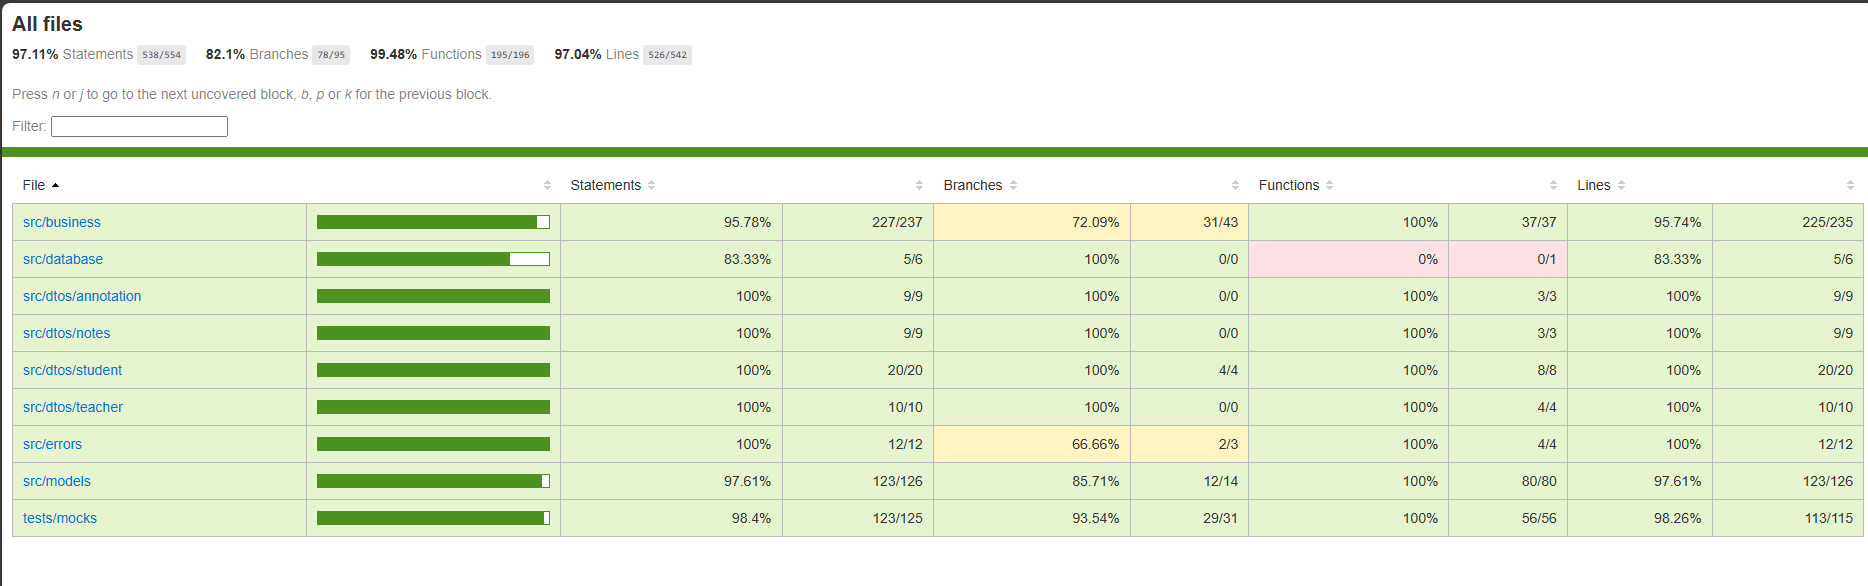 All files
97.11% Statements 538/554 82.1% Branches 78/95 99.48% Functions 195/196 97.04% Lines 526/542
Press n or j to go to the next uncovered block, b, p or k for the previous block.
Filter:
File Statements Branches Functions Lines
src/business 95.78% 227/237 72.09% 31/43 100% 37/37 95.74% 225/235
src/database 83.33% 5/6 100% 0/0 0% 0/1 83.33% 5/6
src/dtos/annotation 100% 9/9 100% 0/0 100% 3/3 100% 9/9
src/dtos/notes 100% 9/9 100% 0/0 100% 3/3 100% 9/9
src/dtos/student 100% 20/20 100% 4/4 100% 8/8 100% 20/20
src/dtos/teacher 100% 10/10 100% 0/0 100% 4/4 100% 10/10
src/errors 100% 12/12 66.66% 2/3 100% 4/4 100% 12/12
src/models 97.61% 123/126 85.71% 12/14 100% 80/80 97.61% 123/126
tests/mocks 98.4% 123/125 93.54% 29/31 100% 56/56 98.26% 113/115